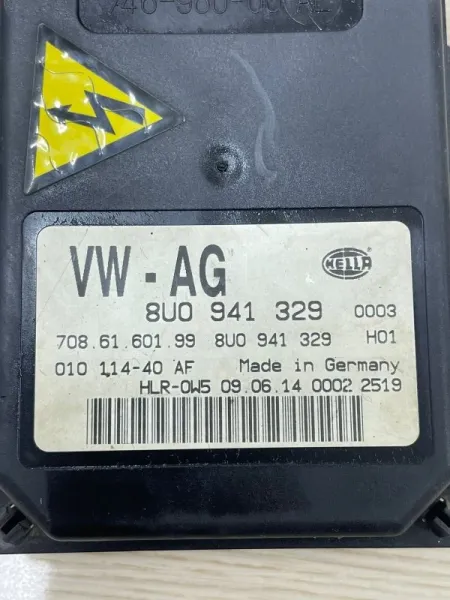 VW - AG
HELLA
8U0 941 329 0003
708.61.601.99 8U0 941 329 H01
010 114-40 AF Made in Germany
HLR-0W5 09.06.14 0002 2519